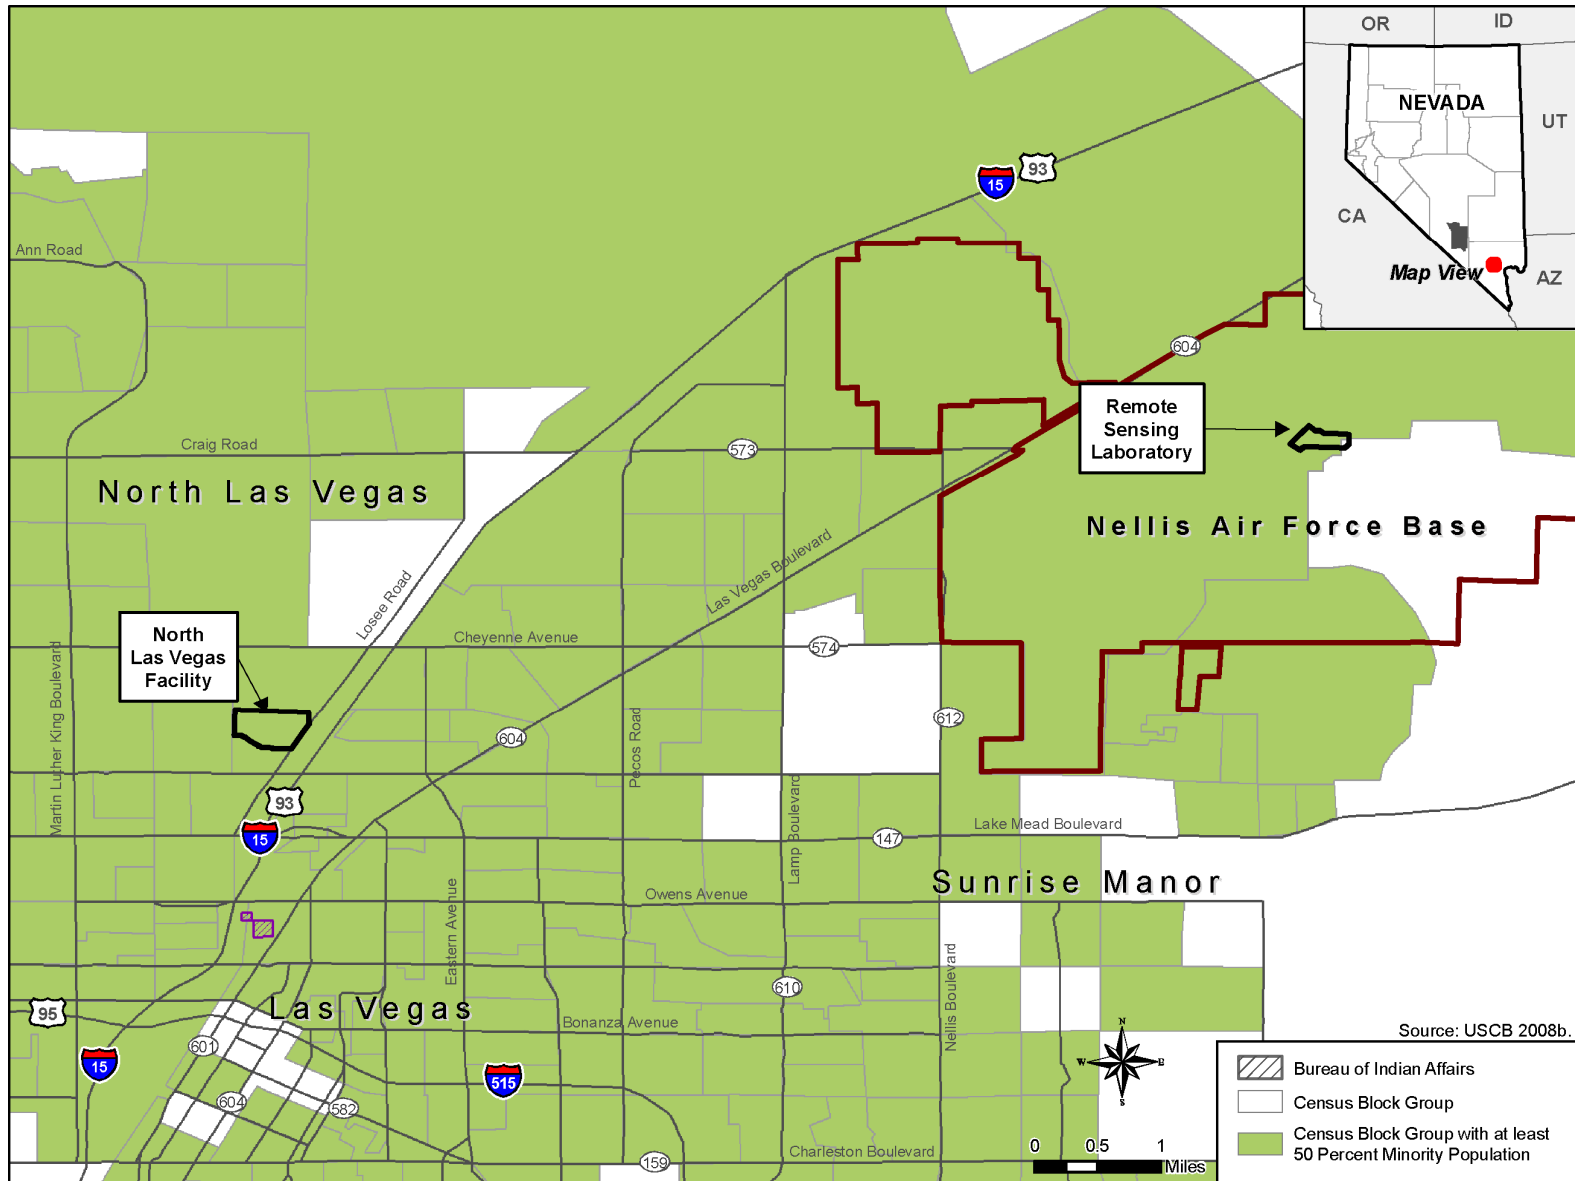 OR
ID
NEVADA
UT
CA
Map View
AZ
93
15
Ann Road
604
Remote
Sensing
Laboratory
Craig Road
573
North Las Vegas
Nellis Air Force Base
Las Vegas Boulevard
Losee Road
Cheyenne Avenue
574
North
Las Vegas
Facility
Martin Luther King Boulevard
604
Pecos Road
612
93
15
Lamp Boulevard
147
Lake Mead Boulevard
Sunrise Manor
Owens Avenue
Eastern Avenue
Nellis Boulevard
610
Las Vegas
95
Bonanza Avenue
601
15
515
604
582
N
W
E
S
Source: USCB 2008b.
Bureau of Indian Affairs
Census Block Group
Census Block Group with at least
50 Percent Minority Population
0 0.5 1
Miles
Charleston Boulevard
159